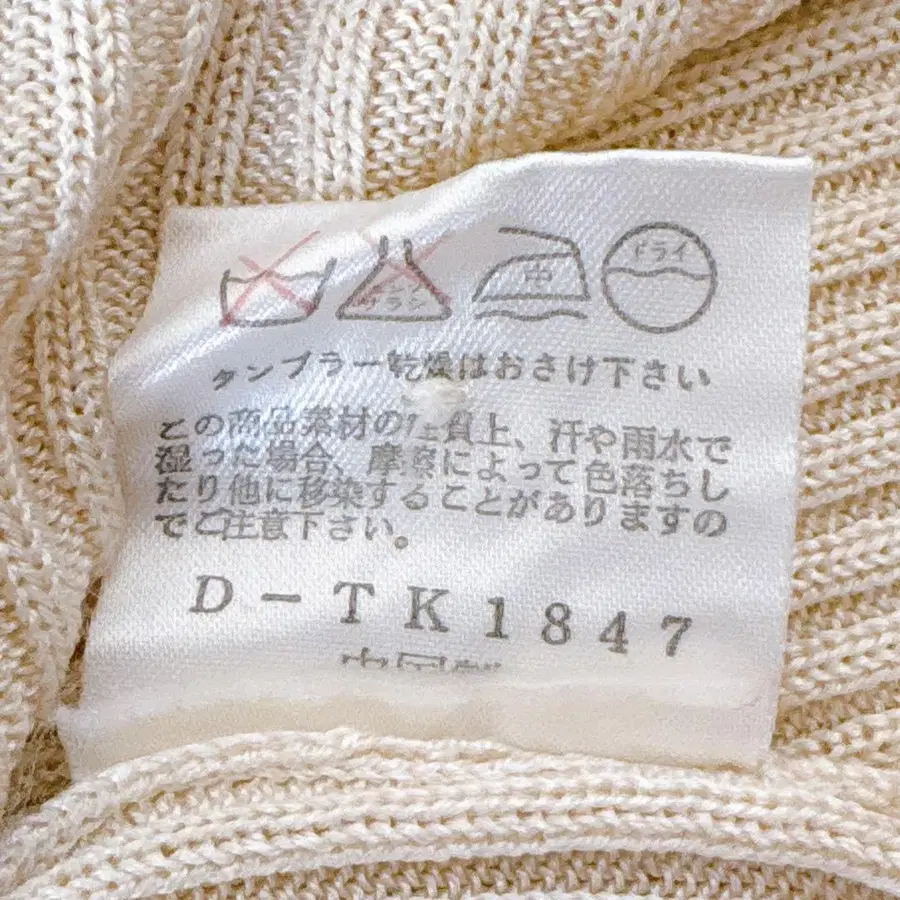 中 ドライ
タンブラー乾燥はおさけ下さい
この商品素材の性質上、汗や雨水で
湿った場合、摩擦によって色落ちし
たり他に移染することがありますの
でご注意下さい。
D-TK1847